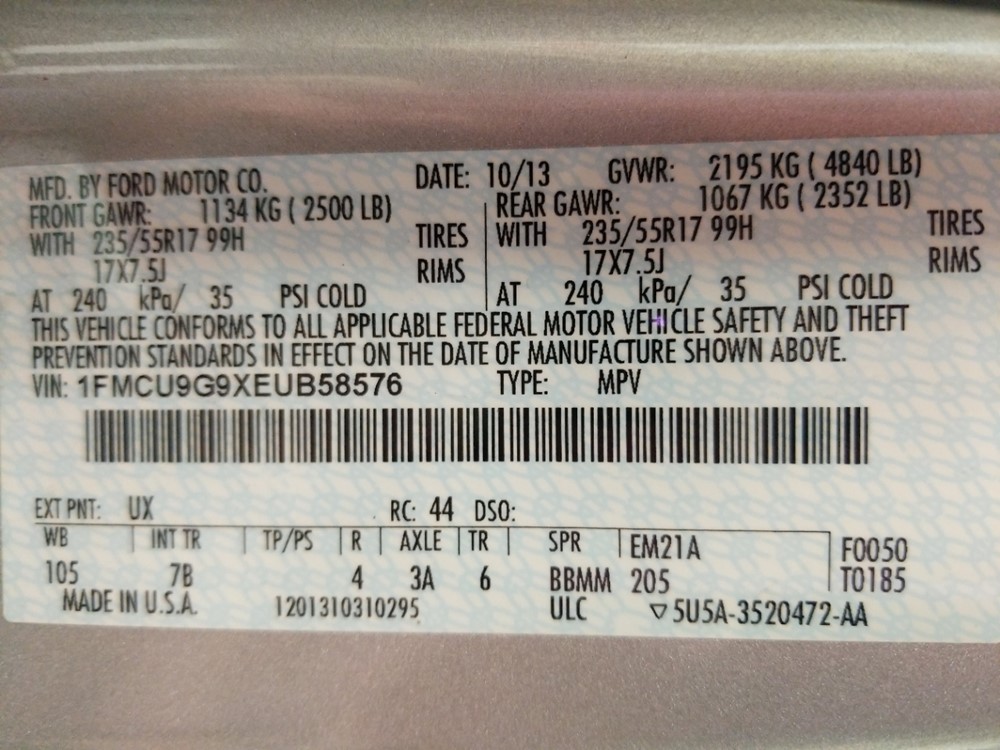 MFD. BY FORD MOTOR CO. DATE: 10/13 GVWR: 2195 KG ( 4840 LB)
FRONT GAWR: 1134 KG ( 2500 LB) REAR GAWR: 1067 KG ( 2352 LB)
WITH 235/55R17 99H TIRES WITH 235/55R17 99H TIRES
17X7.5J RIMS 17X7.5J RIMS
AT 240 kPa/ 35 PSI COLD AT 240 kPa/ 35 PSI COLD
THIS VEHICLE CONFORMS TO ALL APPLICABLE FEDERAL MOTOR VEHICLE SAFETY AND THEFT
PREVENTION STANDARDS IN EFFECT ON THE DATE OF MANUFACTURE SHOWN ABOVE.
VIN: 1FMCU9G9XEUB58576 TYPE: MPV
EXT PNT: UX RC: 44 DSO:
WB INT TR TP/PS R AXLE TR SPR EM21A F0050
105 7B 4 3A 6 BBMM 205 T0185
MADE IN U.S.A. 1201310310295 ULC ▽5U5A-3520472-AA